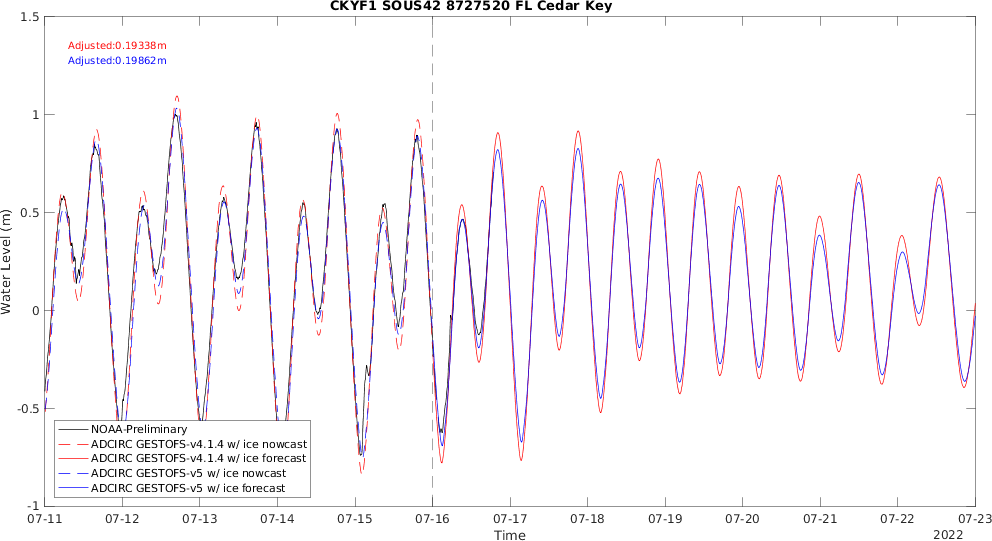 CKYF1 SOUS42 8727520 FL Cedar Key
Adjusted:0.19338m
Adjusted:0.19862m
1.5
1
0.5
0
-0.5
-1
Water Level (m)
NOAA-Preliminary
ADCIRC GESTOFS-v4.1.4 w/ ice nowcast
ADCIRC GESTOFS-v4.1.4 w/ ice forecast
ADCIRC GESTOFS-v5 w/ ice nowcast
ADCIRC GESTOFS-v5 w/ ice forecast
07-11 07-12 07-13 07-14 07-15 07-16 07-17 07-18 07-19 07-20 07-21 07-22 07-23
Time
2022